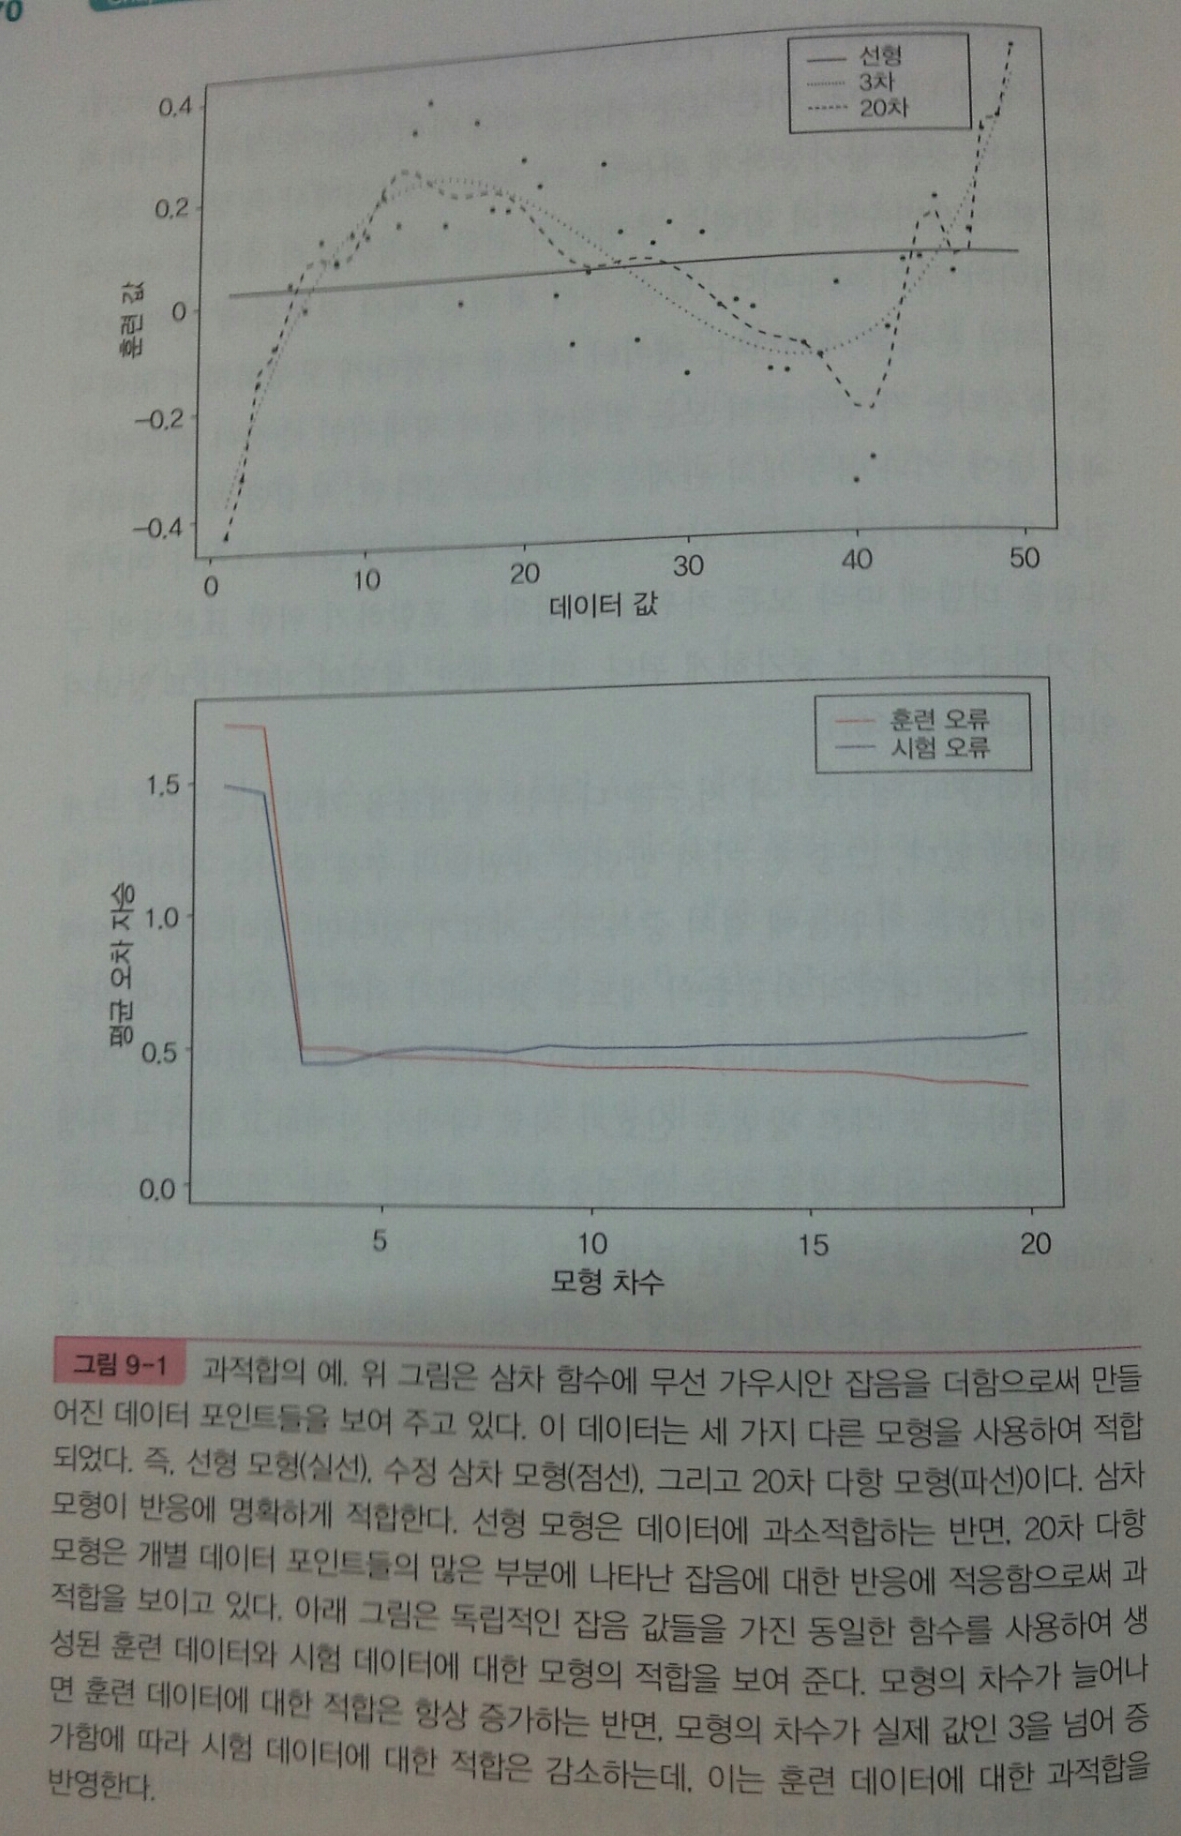 70
선형
3차
20차
0.4
0.2
0
-0.2
-0.4
훈련 값
0 10 20 30 40 50
데이터 값
훈련 오류
시험 오류
1.5
1.0
0.5
0.0
평균 오차 자승
5 10 15 20
모형 차수
그림 9-1 과적합의 예. 위 그림은 삼차 함수에 무선 가우시안 잡음을 더함으로써 만들
어진 데이터 포인트들을 보여 주고 있다. 이 데이터는 세 가지 다른 모형을 사용하여 적합
되었다. 즉, 선형 모형(실선), 수정 삼차 모형(점선), 그리고 20차 다항 모형(파선)이다. 삼차
모형이 반응에 명확하게 적합한다. 선형 모형은 데이터에 과소적합하는 반면, 20차 다항
모형은 개별 데이터 포인트들의 많은 부분에 나타난 잡음에 대한 반응에 적응함으로써 과
적합을 보이고 있다. 아래 그림은 독립적인 잡음 값들을 가진 동일한 함수를 사용하여 생
성된 훈련 데이터와 시험 데이터에 대한 모형의 적합을 보여 준다. 모형의 차수가 늘어나
면 훈련 데이터에 대한 적합은 항상 증가하는 반면, 모형의 차수가 실제 값인 3을 넘어 증
가함에 따라 시험 데이터에 대한 적합은 감소하는데, 이는 훈련 데이터에 대한 과적합을
반영한다.